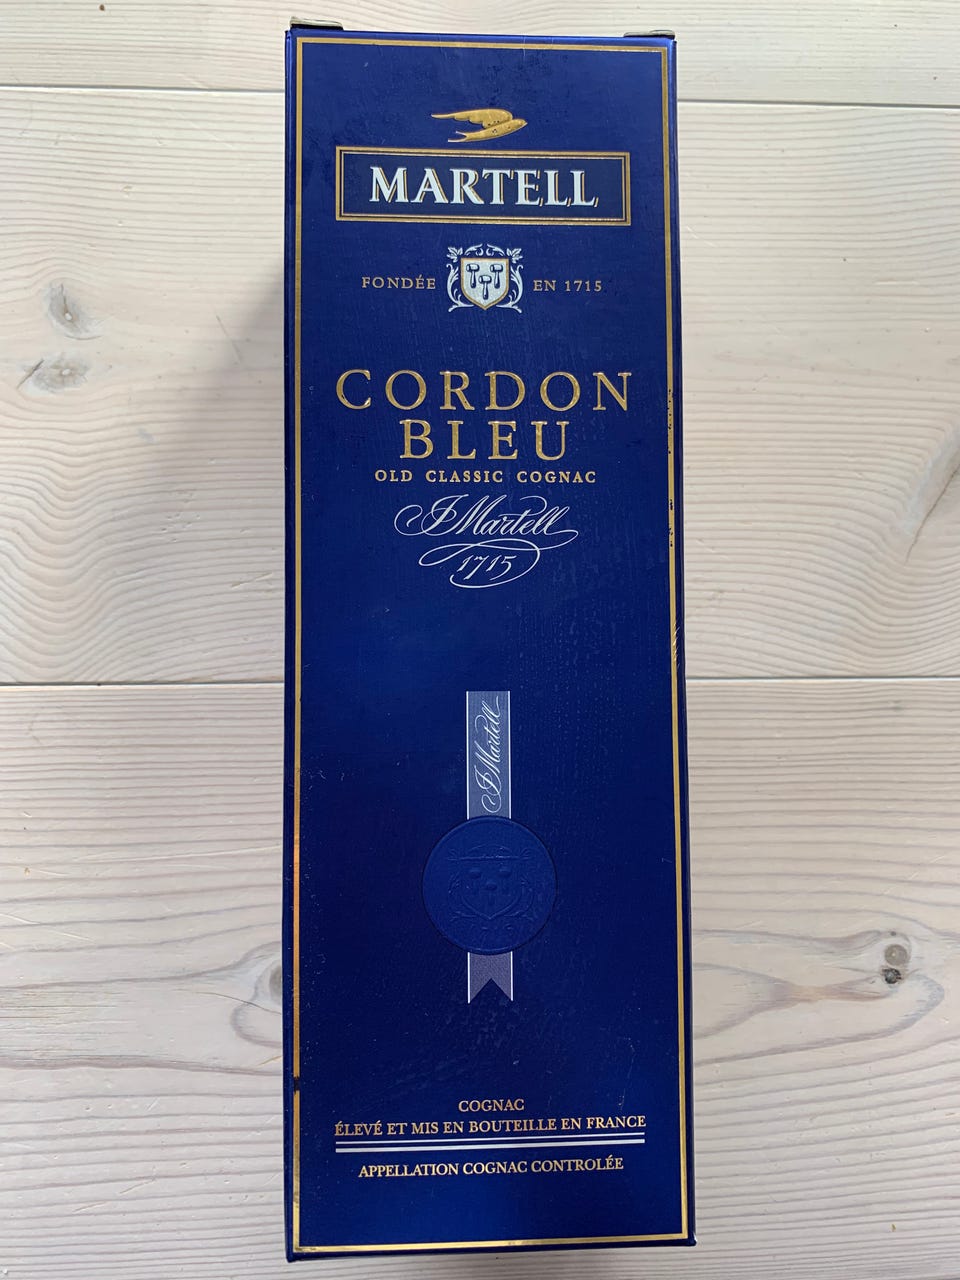 MARTELL
FONDÉE EN 1715
CORDON
BLEU
OLD CLASSIC COGNAC
J Martell
1715
J Martell
COGNAC
ÉLEVÉ ET MIS EN BOUTEILLE EN FRANCE
APPELLATION COGNAC CONTROLÉE